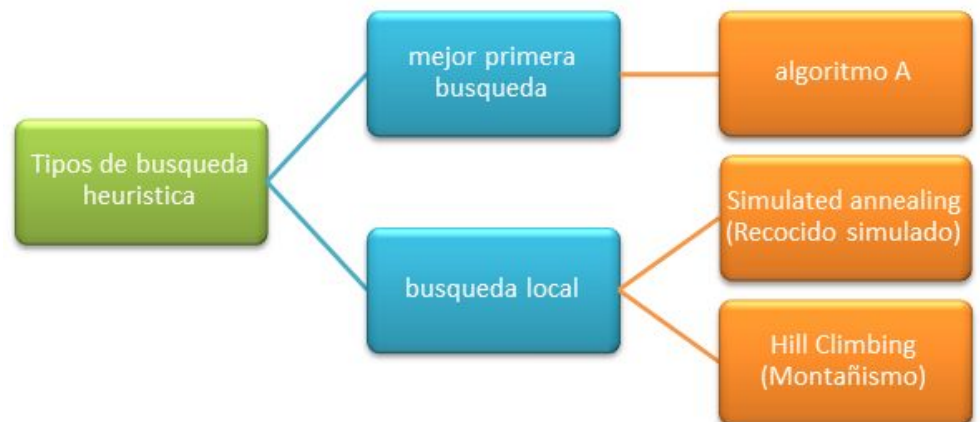 mejor primera
busqueda
algoritmo A
Tipos de busqueda
heuristica
Simulated annealing
(Recocido simulado)
busqueda local
Hill Climbing
(Montañismo)